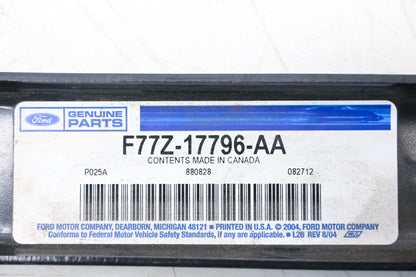 Ford
GENUINE
PARTS
F77Z-17796-AA
CONTENTS MADE IN CANADA
P025A 880828 082712
FORD MOTOR COMPANY, DEARBORN, MICHIGAN 48121 ■ PRINTED IN U.S.A. © 2004, FORD MOTOR COMPANY
Conforms to Federal Motor Vehicle Safety Standards, if any are applicable. ■ L26 REV 8/04